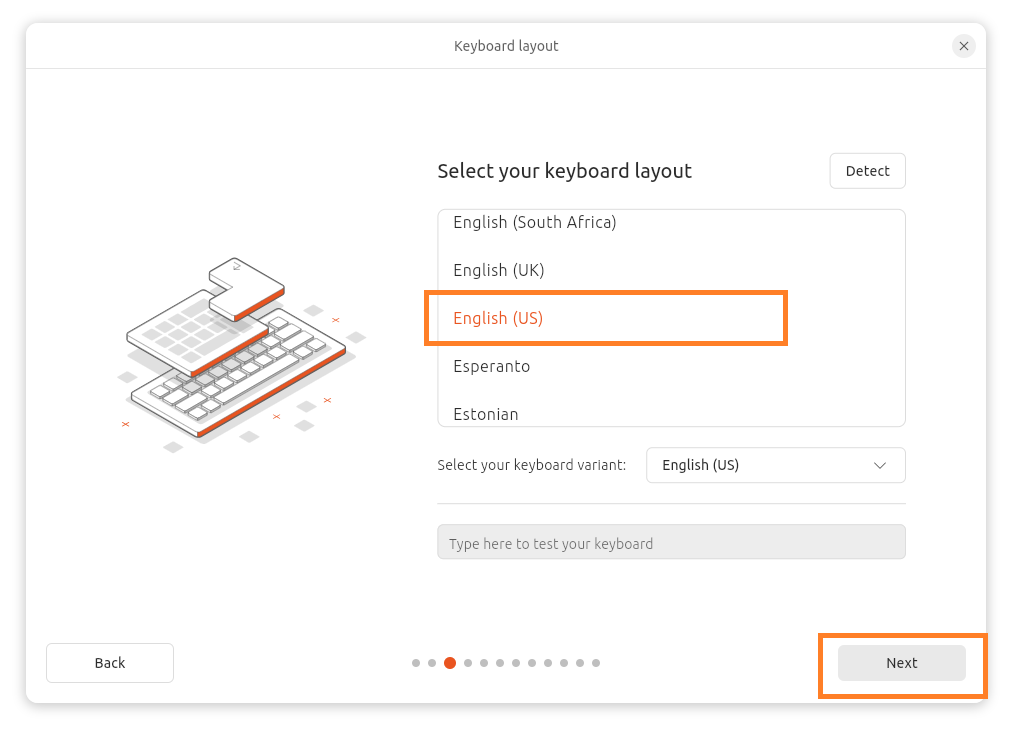 Keyboard layout
Select your keyboard layout
Detect
English (South Africa)
English (UK)
English (US)
Esperanto
Estonian
Select your keyboard variant:
English (US)
Type here to test your keyboard
Back
Next